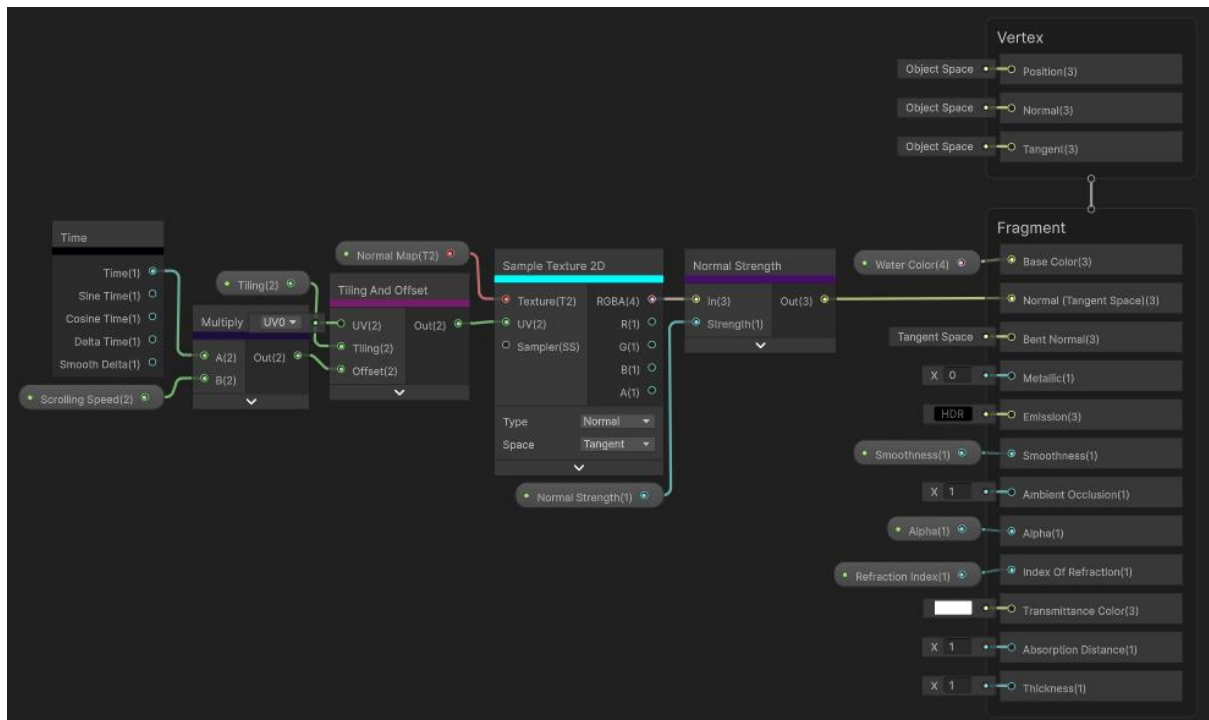 Vertex
Object Space
Position(3)
Object Space
Normal(3)
Object Space
Tangent(3)
Time
Time(1)
Sine Time(1)
Cosine Time(1)
Delta Time(1)
Smooth Delta(1)
Scrolling Speed(2)
Multiply
A(2)
Out(2)
B(2)
Tiling(2)
UV0
Tiling And Offset
UV(2)
Out(2)
Tiling(2)
Offset(2)
Normal Map(T2)
Sample Texture 2D
Texture(T2)
RGBA(4)
UV(2)
R(1)
Sampler(SS)
G(1)
B(1)
A(1)
Type
Normal
Space
Tangent
Normal Strength(1)
Normal Strength
In(3)
Out(3)
Strength(1)
Fragment
Water Color(4)
Base Color(3)
Normal (Tangent Space)(3)
Tangent Space
Bent Normal(3)
X 0
Metallic(1)
HDR
Emission(3)
Smoothness(1)
Smoothness(1)
X 1
Ambient Occlusion(1)
Alpha(1)
Alpha(1)
Refraction Index(1)
Index Of Refraction(1)
Transmittance Color(3)
X 1
Absorption Distance(1)
X 1
Thickness(1)